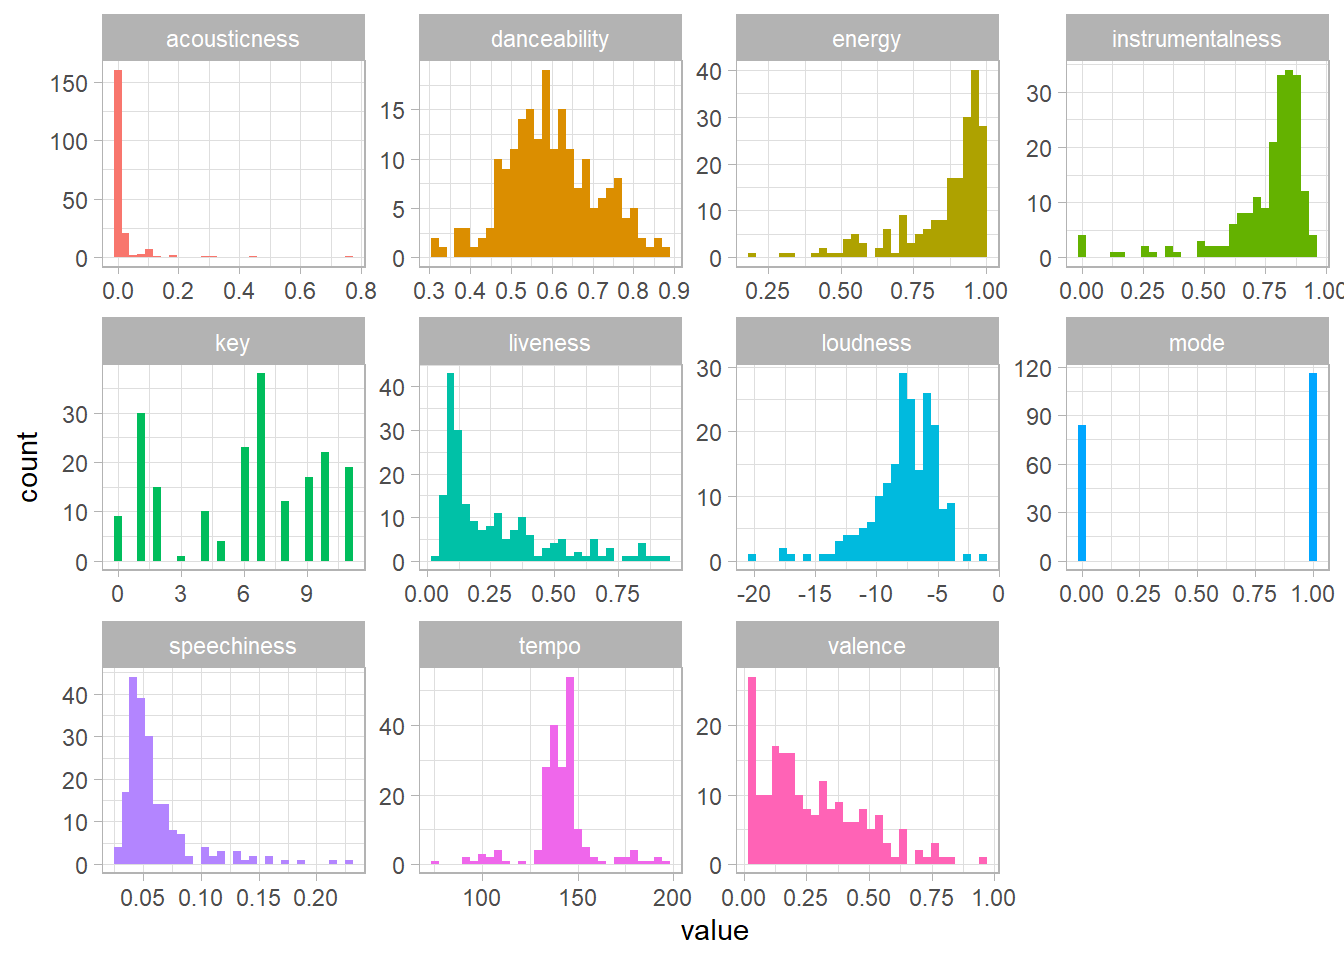 acousticness danceability energy instrumentalness
150 100 50 0
15 10 5 0
40 30 20 10 0
30 20 10 0
0.0 0.2 0.4 0.6 0.8
0.3 0.4 0.5 0.6 0.7 0.8 0.9
0.25 0.50 0.75 1.00
0.00 0.25 0.50 0.75 1.00
key liveness loudness mode
30 20 10 0
40 30 20 10 0
30 20 10 0
120 90 60 30 0
0 3 6 9
0.00 0.25 0.50 0.75
-20 -15 -10 -5 0
0.00 0.25 0.50 0.75 1.00
count
speechiness tempo valence
40 30 20 10 0
40 20 0
20 10 0
0.05 0.10 0.15 0.20
100 150 200
0.00 0.25 0.50 0.75 1.00
value